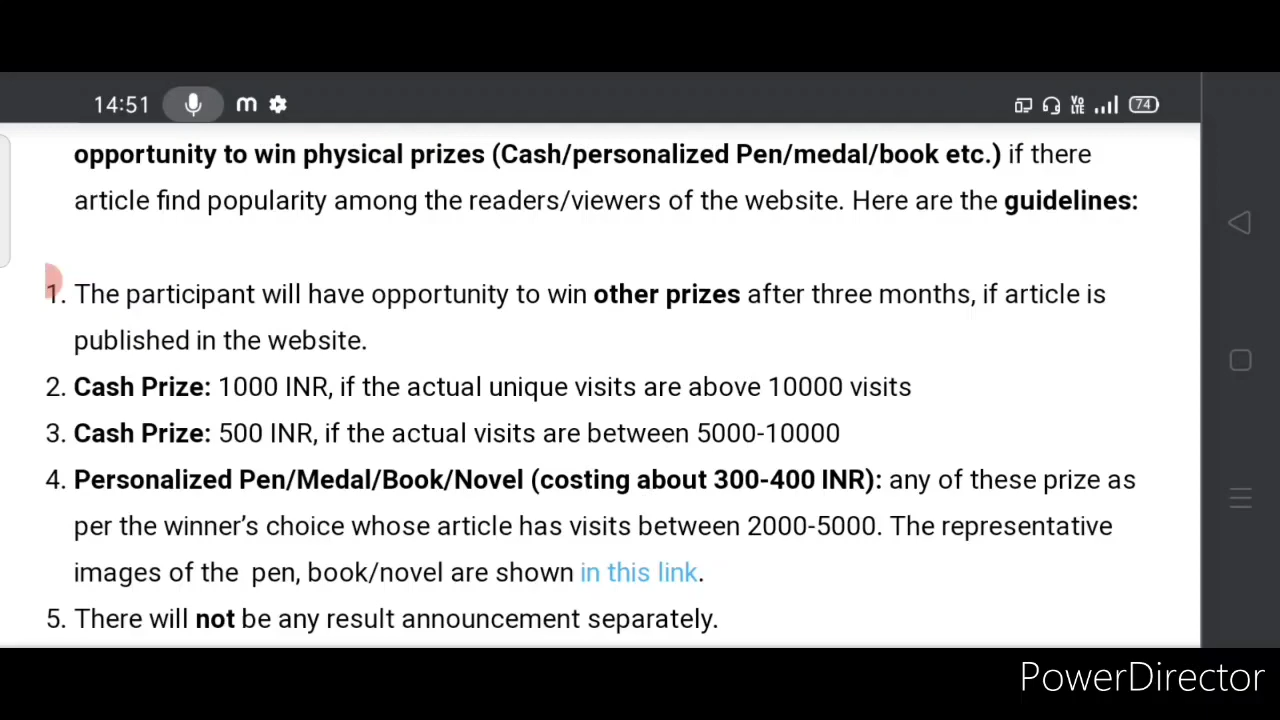 14:51 m VoLTE 74
opportunity to win physical prizes (Cash/personalized Pen/medal/book etc.) if there
article find popularity among the readers/viewers of the website. Here are the guidelines:
1. The participant will have opportunity to win other prizes after three months, if article is
published in the website.
2. Cash Prize: 1000 INR, if the actual unique visits are above 10000 visits
3. Cash Prize: 500 INR, if the actual visits are between 5000-10000
4. Personalized Pen/Medal/Book/Novel (costing about 300-400 INR): any of these prize as
per the winner’s choice whose article has visits between 2000-5000. The representative
images of the  pen, book/novel are shown in this link.
5. There will not be any result announcement separately.
PowerDirector